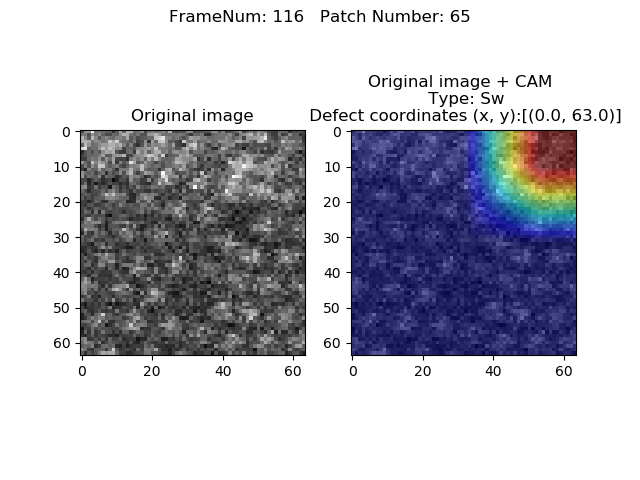 FrameNum: 116   Patch Number: 65
Original image
Original image + CAM
Type: Sw
Defect coordinates (x, y):[(0.0, 63.0)]
0
10
20
30
40
50
60
0 20 40 60
0
10
20
30
40
50
60
0 20 40 60